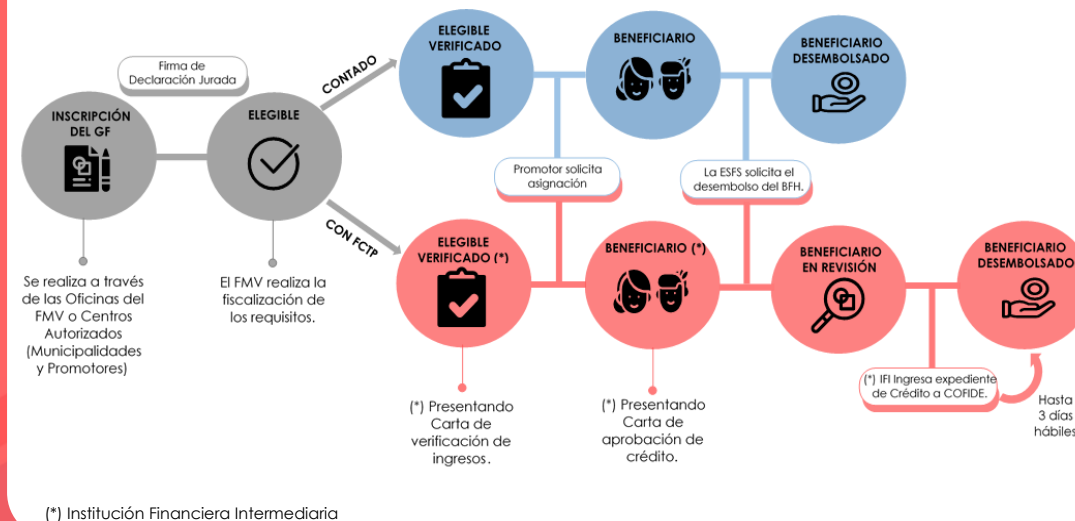 Firma de
Declaración Jurada
INSCRIPCIÓN
DEL GF
ELEGIBLE
CONTADO
CON FCTP
Se realiza a través
de las Oficinas del
FMV o Centros
Autorizados
(Municipalidades
y Promotores)
El FMV realiza la
fiscalización de
los requisitos.
ELEGIBLE
VERIFICADO
BENEFICIARIO
BENEFICIARIO
DESEMBOLSADO
Promotor solicita
asignación
La ESFS solicita el
desembolso del BFH.
ELEGIBLE
VERIFICADO (*)
BENEFICIARIO (*)
BENEFICIARIO
EN REVISIÓN
BENEFICIARIO
DESEMBOLSADO
(*) IFI Ingresa expediente
de Crédito a COFIDE.
Hasta
3 días
hábiles
(*) Presentando
Carta de
verificación de
ingresos.
(*) Presentando
Carta de
aprobación de
crédito.
(*) Institución Financiera Intermediaria